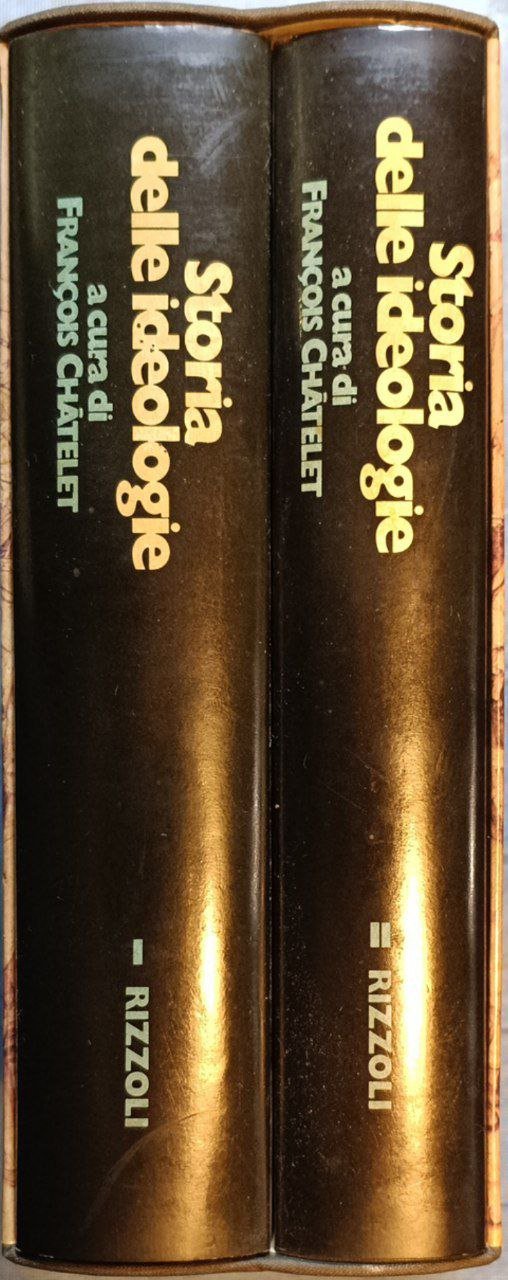 Storia
delle ideologie
a cura di
FRANÇOIS CHÂTELET
I
RIZZOLI
Storia
delle ideologie
a cura di
FRANÇOIS CHÂTELET
II
RIZZOLI